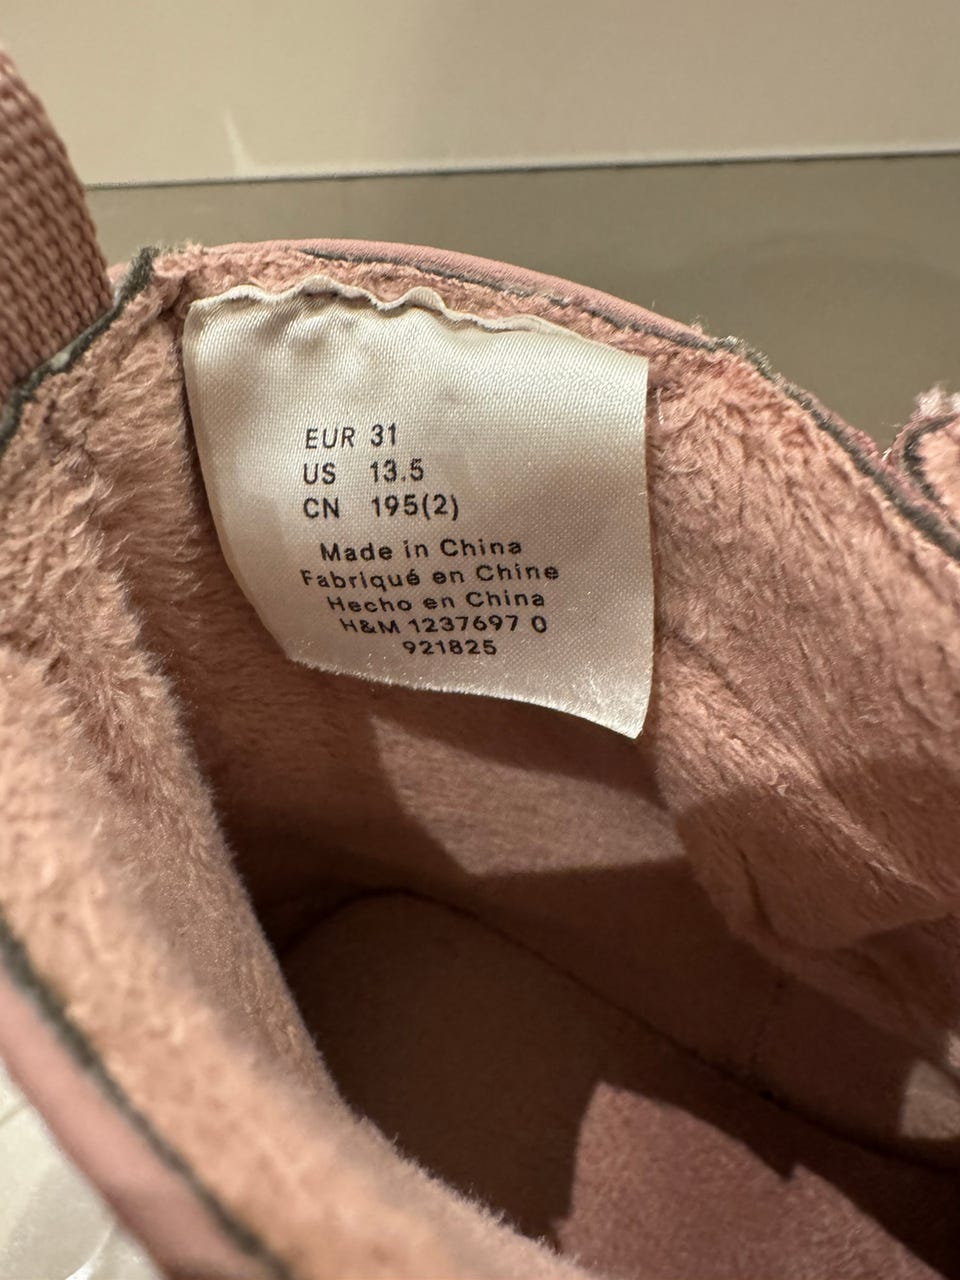 EUR 31
US 13.5
CN 195(2)
Made in China
Fabriqué en Chine
Hecho en China
H&M 1237697 0
921825